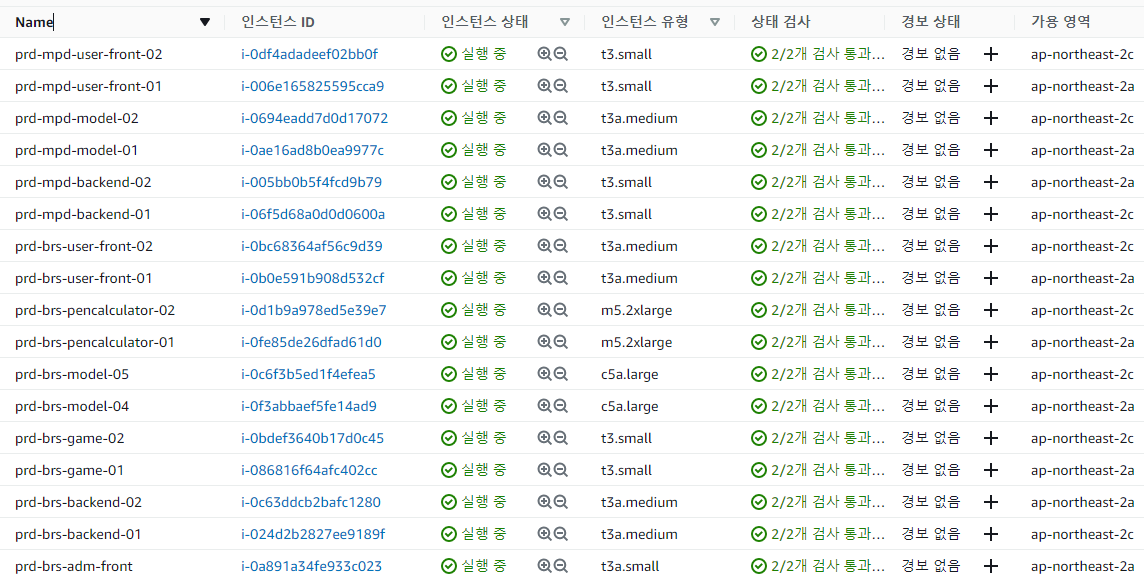 Name 인스턴스 ID 인스턴스 상태 인스턴스 유형 상태 검사 경보 상태 가용 영역
prd-mpd-user-front-02 i-0df4adadeef02bb0f 실행 중 t3.small 2/2개 검사 통과... 경보 없음 ap-northeast-2c
prd-mpd-user-front-01 i-006e165825595cca9 실행 중 t3.small 2/2개 검사 통과... 경보 없음 ap-northeast-2a
prd-mpd-model-02 i-0694eadd7d0d17072 실행 중 t3a.medium 2/2개 검사 통과... 경보 없음 ap-northeast-2c
prd-mpd-model-01 i-0ae16ad8b0ea9977c 실행 중 t3a.medium 2/2개 검사 통과... 경보 없음 ap-northeast-2a
prd-mpd-backend-02 i-005bb0b5f4fcd9b79 실행 중 t3.small 2/2개 검사 통과... 경보 없음 ap-northeast-2a
prd-mpd-backend-01 i-06f5d68a0d0d0600a 실행 중 t3.small 2/2개 검사 통과... 경보 없음 ap-northeast-2c
prd-brs-user-front-02 i-0bc68364af56c9d39 실행 중 t3a.medium 2/2개 검사 통과... 경보 없음 ap-northeast-2c
prd-brs-user-front-01 i-0b0e591b908d532cf 실행 중 t3a.medium 2/2개 검사 통과... 경보 없음 ap-northeast-2a
prd-brs-pencalculator-02 i-0d1b9a978ed5e39e7 실행 중 m5.2xlarge 2/2개 검사 통과... 경보 없음 ap-northeast-2c
prd-brs-pencalculator-01 i-0fe85de26dfad61d0 실행 중 m5.2xlarge 2/2개 검사 통과... 경보 없음 ap-northeast-2a
prd-brs-model-05 i-0c6f3b5ed1f4efea5 실행 중 c5a.large 2/2개 검사 통과... 경보 없음 ap-northeast-2c
prd-brs-model-04 i-0f3abbaef5fe14ad9 실행 중 c5a.large 2/2개 검사 통과... 경보 없음 ap-northeast-2a
prd-brs-game-02 i-0bdef3640b17d0c45 실행 중 t3.small 2/2개 검사 통과... 경보 없음 ap-northeast-2c
prd-brs-game-01 i-086816f64afc402cc 실행 중 t3.small 2/2개 검사 통과... 경보 없음 ap-northeast-2a
prd-brs-backend-02 i-0c63ddcb2bafc1280 실행 중 t3a.medium 2/2개 검사 통과... 경보 없음 ap-northeast-2a
prd-brs-backend-01 i-024d2b2827ee9189f 실행 중 t3a.medium 2/2개 검사 통과... 경보 없음 ap-northeast-2a
prd-brs-adm-front i-0a891a34fe933c023 실행 중 t3a.small 2/2개 검사 통과... 경보 없음 ap-northeast-2a